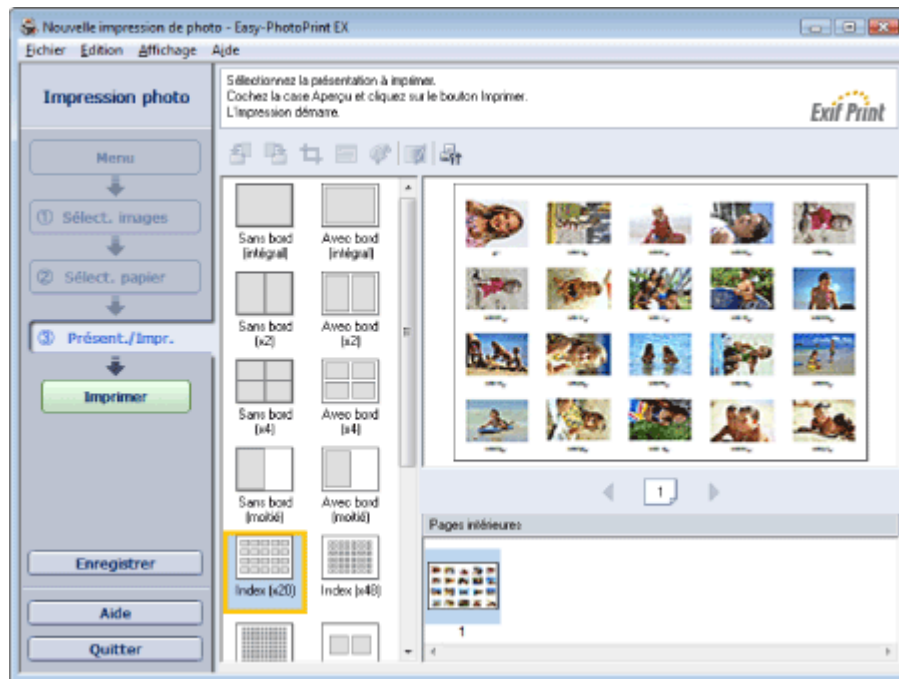 Nouvelle impression de photo - Easy-PhotoPrint EX
Fichier Edition Affichage Aide
Impression photo
Sélectionnez la présentation à imprimer.
Cochez la case Aperçu et cliquez sur le bouton Imprimer.
L'impression démarre.
Exif Print
Menu
① Sélect. images
② Sélect. papier
③ Présent./Impr.
Imprimer
Enregistrer
Aide
Quitter
Sans bord
(intégral)
Avec bord
(intégral)
Sans bord
(x2)
Avec bord
(x2)
Sans bord
(x4)
Avec bord
(x4)
Sans bord
(moitié)
Avec bord
(moitié)
Index (x20)
Index (x48)
1
Pages intérieures
1